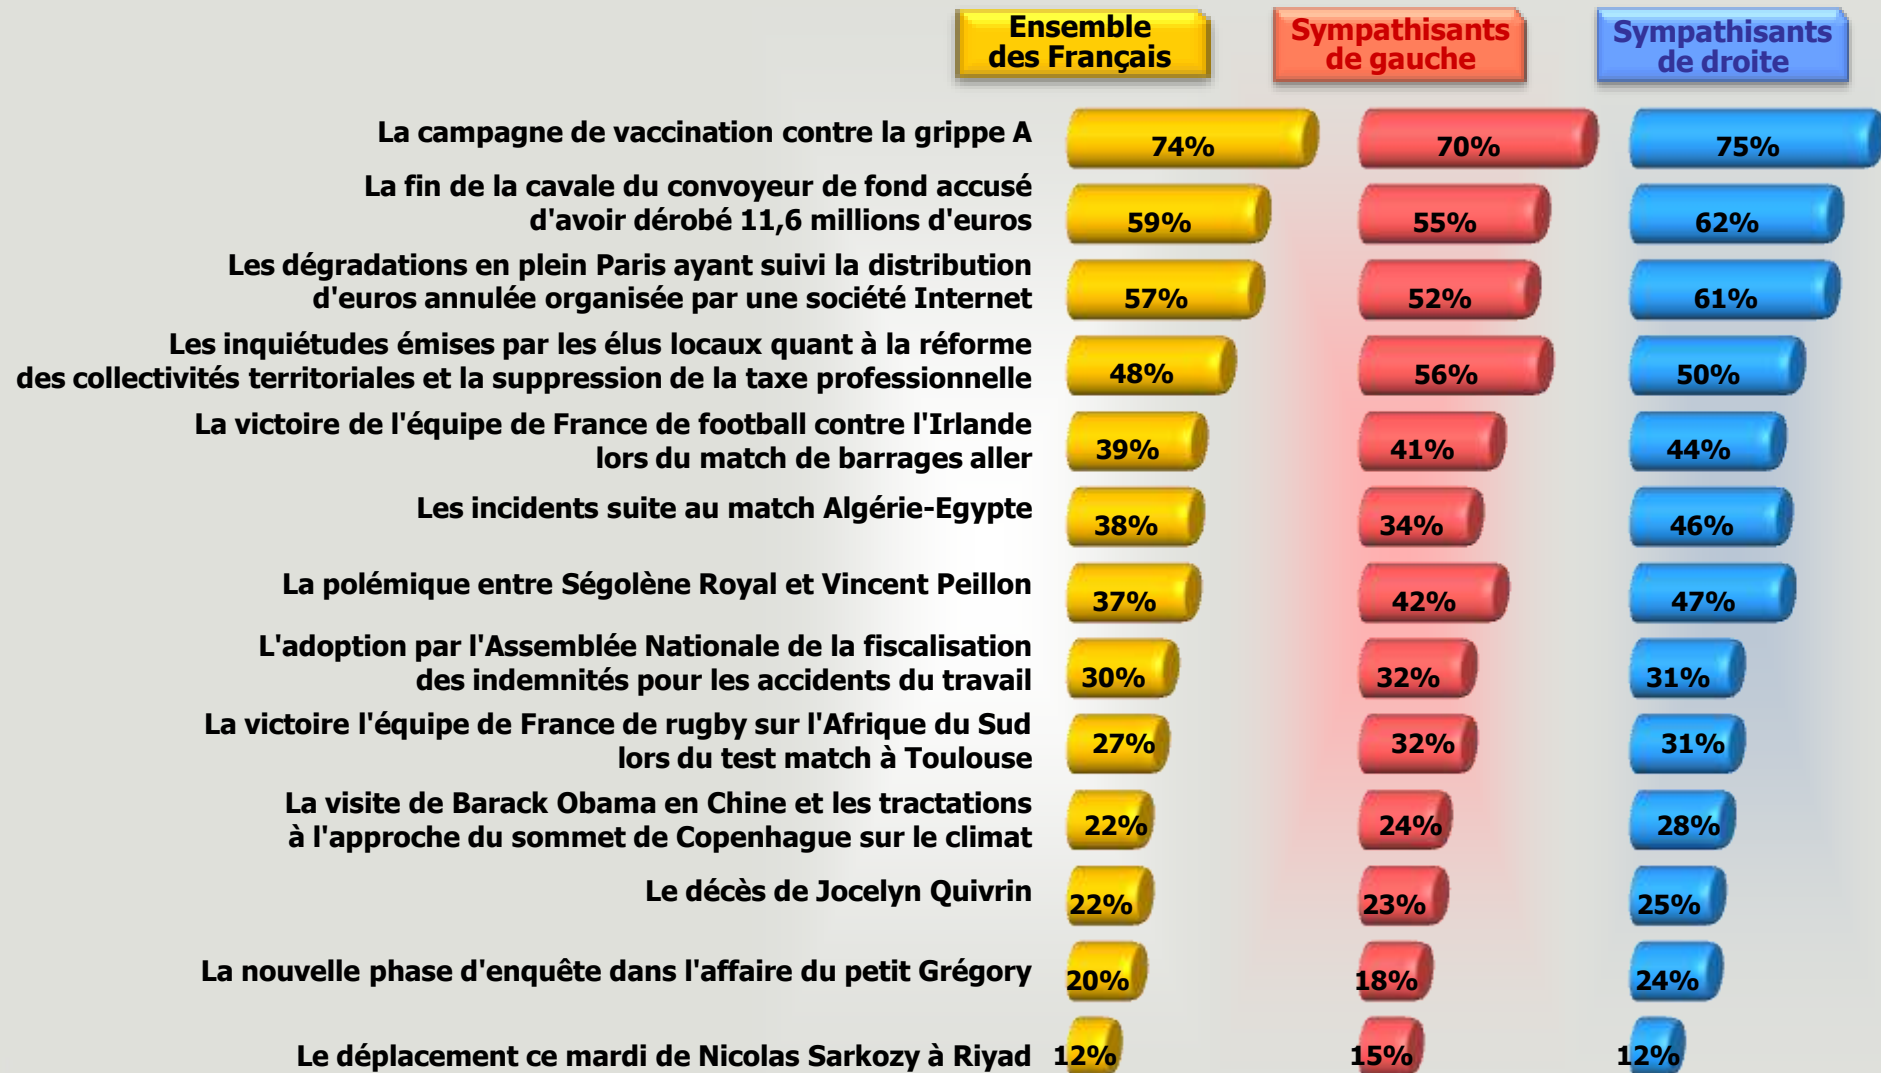 Ensemble
des Français
Sympathisants
de gauche
Sympathisants
de droite
La campagne de vaccination contre la grippe A
74%
70%
75%
La fin de la cavale du convoyeur de fond accusé
d'avoir dérobé 11,6 millions d'euros
59%
55%
62%
Les dégradations en plein Paris ayant suivi la distribution
d'euros annulée organisée par une société Internet
57%
52%
61%
Les inquiétudes émises par les élus locaux quant à la réforme
des collectivités territoriales et la suppression de la taxe professionnelle
48%
56%
50%
La victoire de l'équipe de France de football contre l'Irlande
lors du match de barrages aller
39%
41%
44%
Les incidents suite au match Algérie-Egypte
38%
34%
46%
La polémique entre Ségolène Royal et Vincent Peillon
37%
42%
47%
L'adoption par l'Assemblée Nationale de la fiscalisation
des indemnités pour les accidents du travail
30%
32%
31%
La victoire l'équipe de France de rugby sur l'Afrique du Sud
lors du test match à Toulouse
27%
32%
31%
La visite de Barack Obama en Chine et les tractations
à l'approche du sommet de Copenhague sur le climat
22%
24%
28%
Le décès de Jocelyn Quivrin
22%
23%
25%
La nouvelle phase d'enquête dans l'affaire du petit Grégory
20%
18%
24%
Le déplacement ce mardi de Nicolas Sarkozy à Riyad
12%
15%
12%